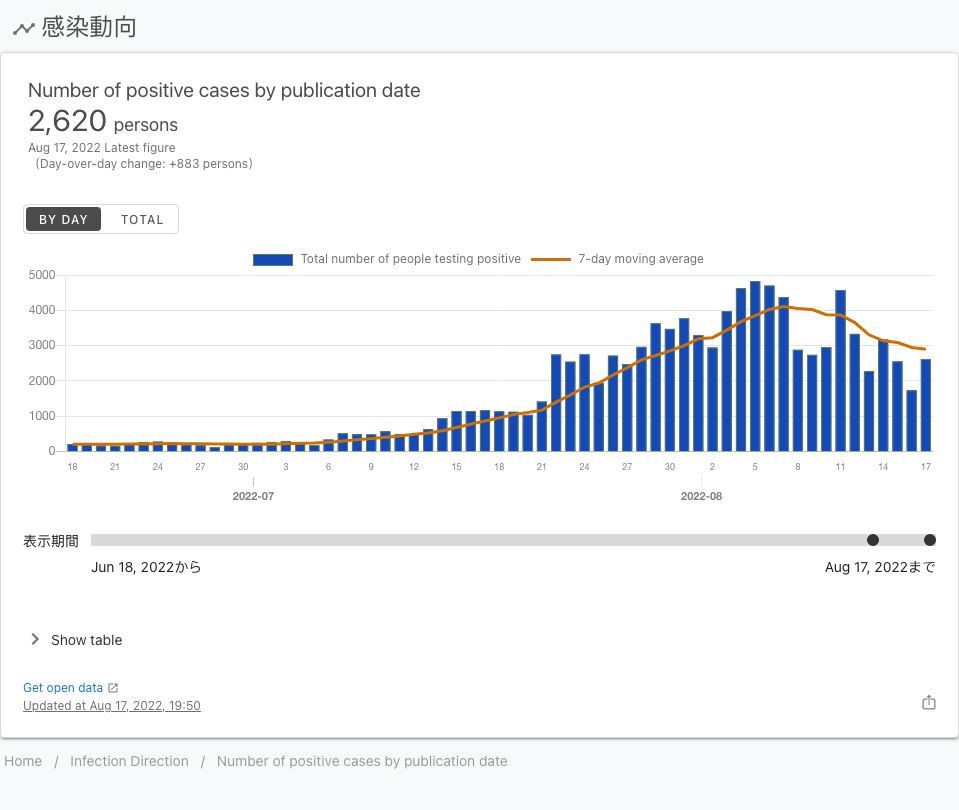 感染動向
Number of positive cases by publication date
2,620 persons
Aug 17, 2022 Latest figure
（Day-over-day change: +883 persons）
BY DAY TOTAL
Total number of people testing positive 7-day moving average
5000
4000
3000
2000
1000
0
18 21 24 27 30 3 6 9 12 15 18 21 24 27 30 2 5 8 11 14 17
2022-07 2022-08
表示期間
Jun 18, 2022から Aug 17, 2022まで
Show table
Get open data
Updated at Aug 17, 2022, 19:50
Home / Infection Direction / Number of positive cases by publication date